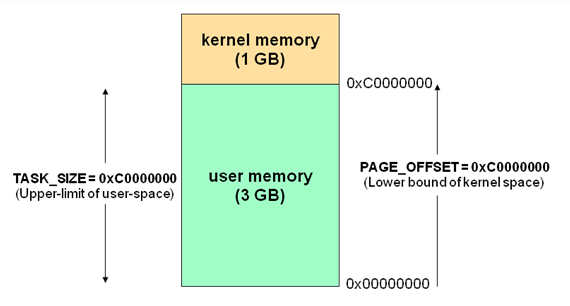 kernel memory
(1 GB)
0xC0000000
TASK_SIZE = 0xC0000000
(Upper-limit of user-space)
user memory
(3 GB)
PAGE_OFFSET = 0xC0000000
(Lower bound of kernel space)
0x00000000